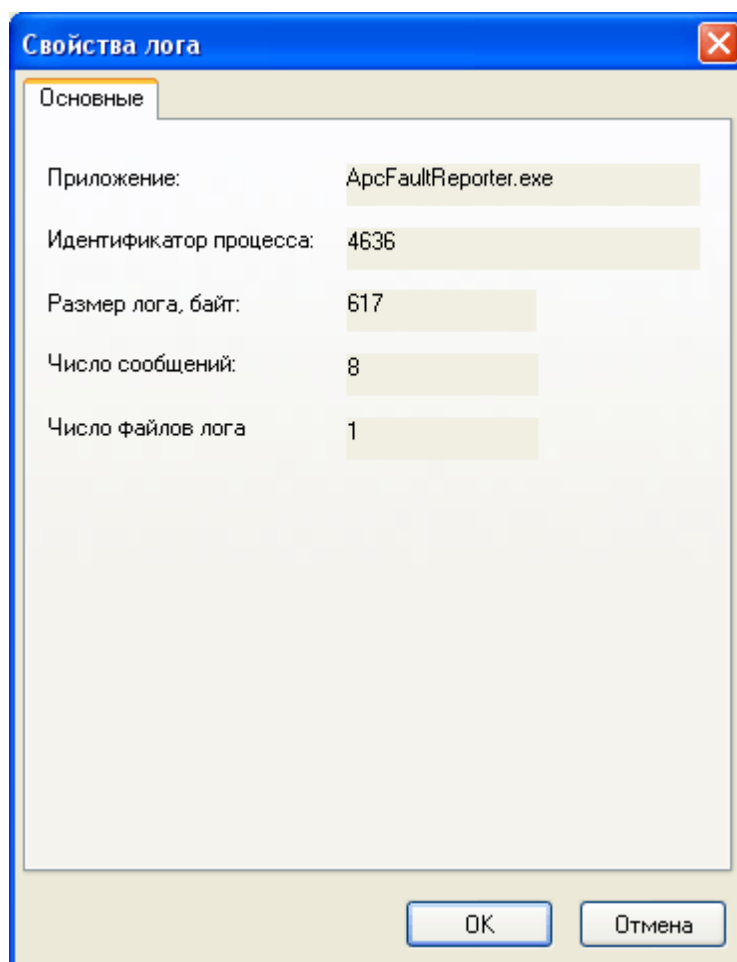 Свойства лога
Основные
Приложение: ApcFaultReporter.exe
Идентификатор процесса: 4636
Размер лога, байт: 617
Число сообщений: 8
Число файлов лога 1
OK Отмена